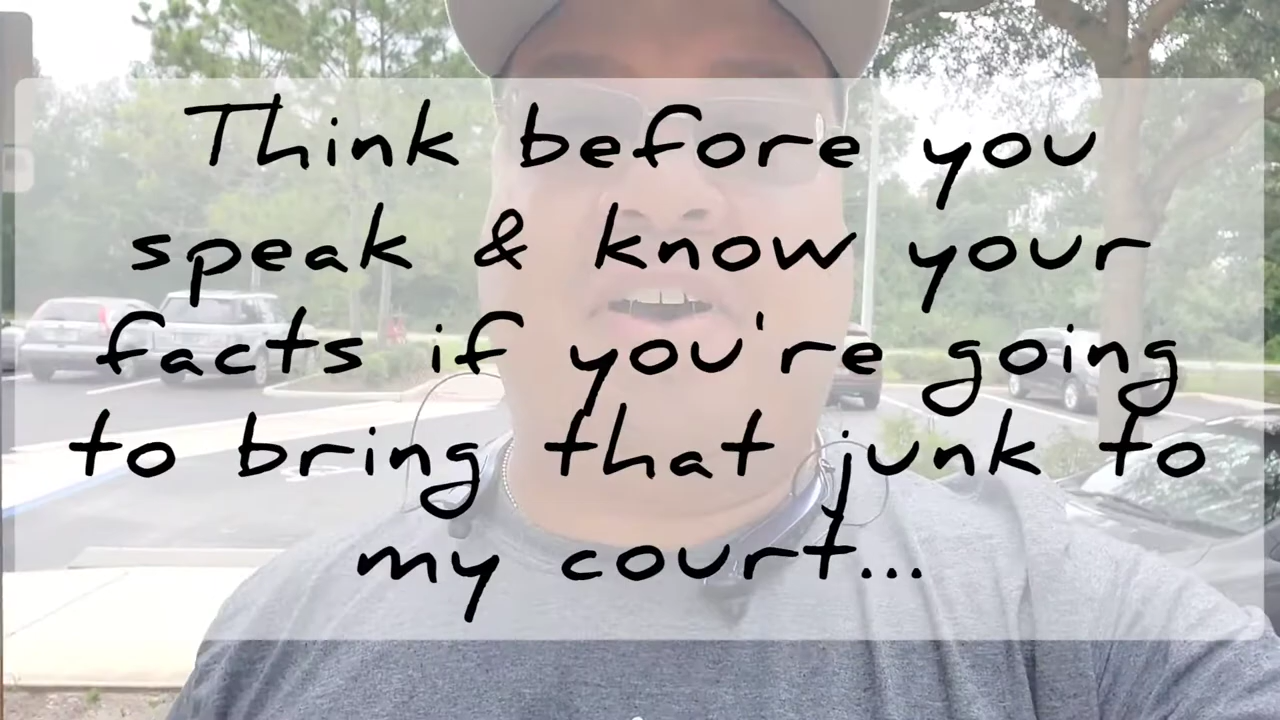 Think before you
speak & know your
facts if you're going
to bring that junk to
my court...